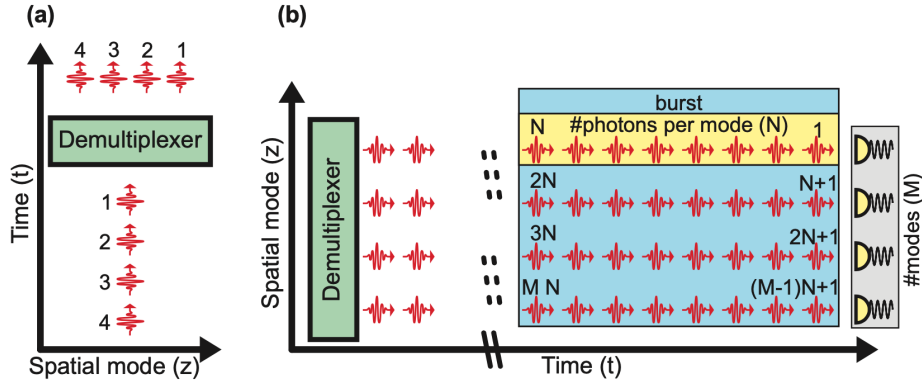 (a)
4 3 2 1
Demultiplexer
1
2
3
4
Time (t)
Spatial mode (z)
(b)
Spatial mode (z)
Demultiplexer
burst
#photons per mode (N)
N 1
2N N+1
3N 2N+1
M N (M-1)N+1
#modes (M)
Time (t)